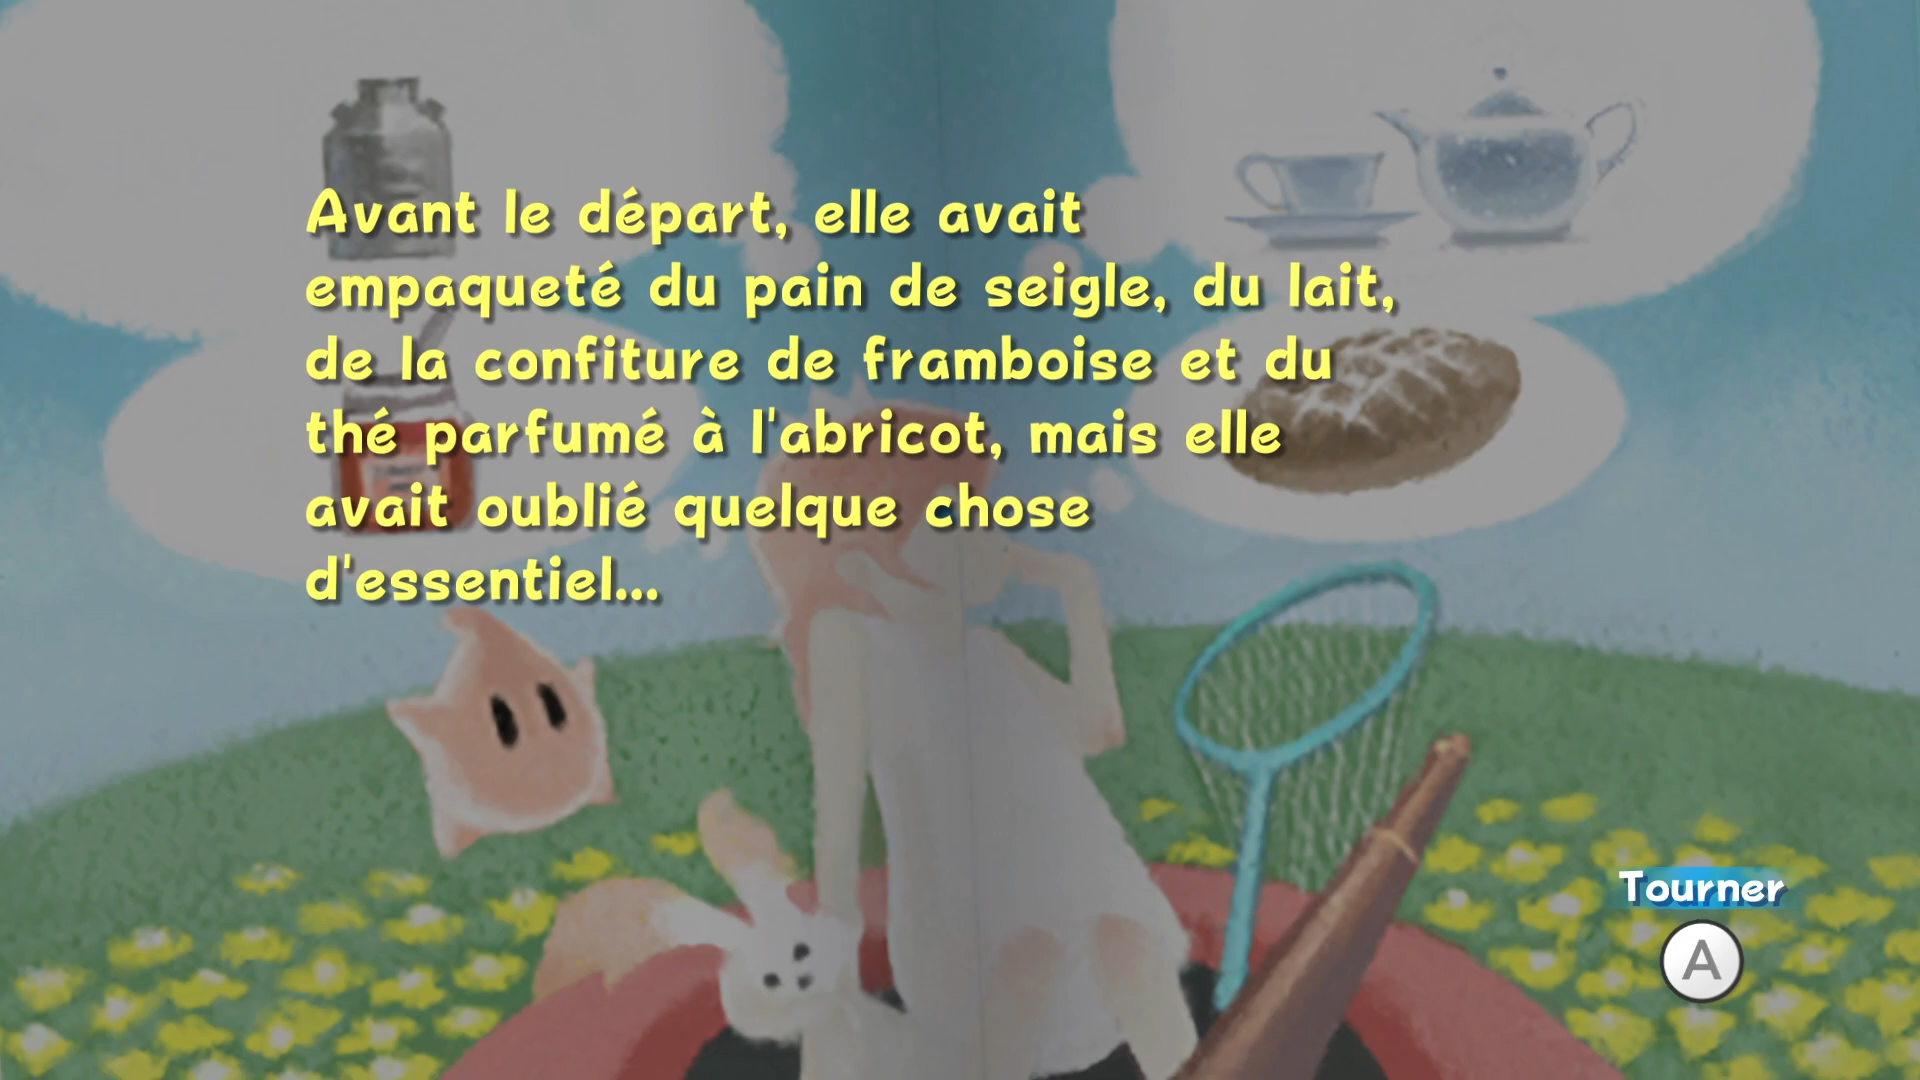 Avant le départ, elle avait
empaqueté du pain de seigle, du lait,
de la confiture de framboise et du
thé parfumé à l'abricot, mais elle
avait oublié quelque chose
d'essentiel...
Tourner
A